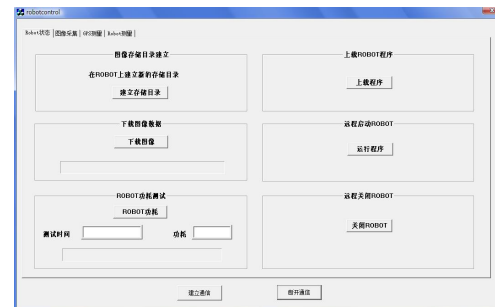 robotcontrol
Robot状态 图像采集 GPS测量 Robot测量
图像存储目录建立
在ROBOT上建立新的存储目录
建立存储目录
下载图像数据
下载图像
ROBOT功耗测试
ROBOT功耗
测试时间 功耗
上载ROBOT程序
上载程序
远程启动ROBOT
运行程序
远程关闭ROBOT
关闭ROBOT
建立通信 断开通信